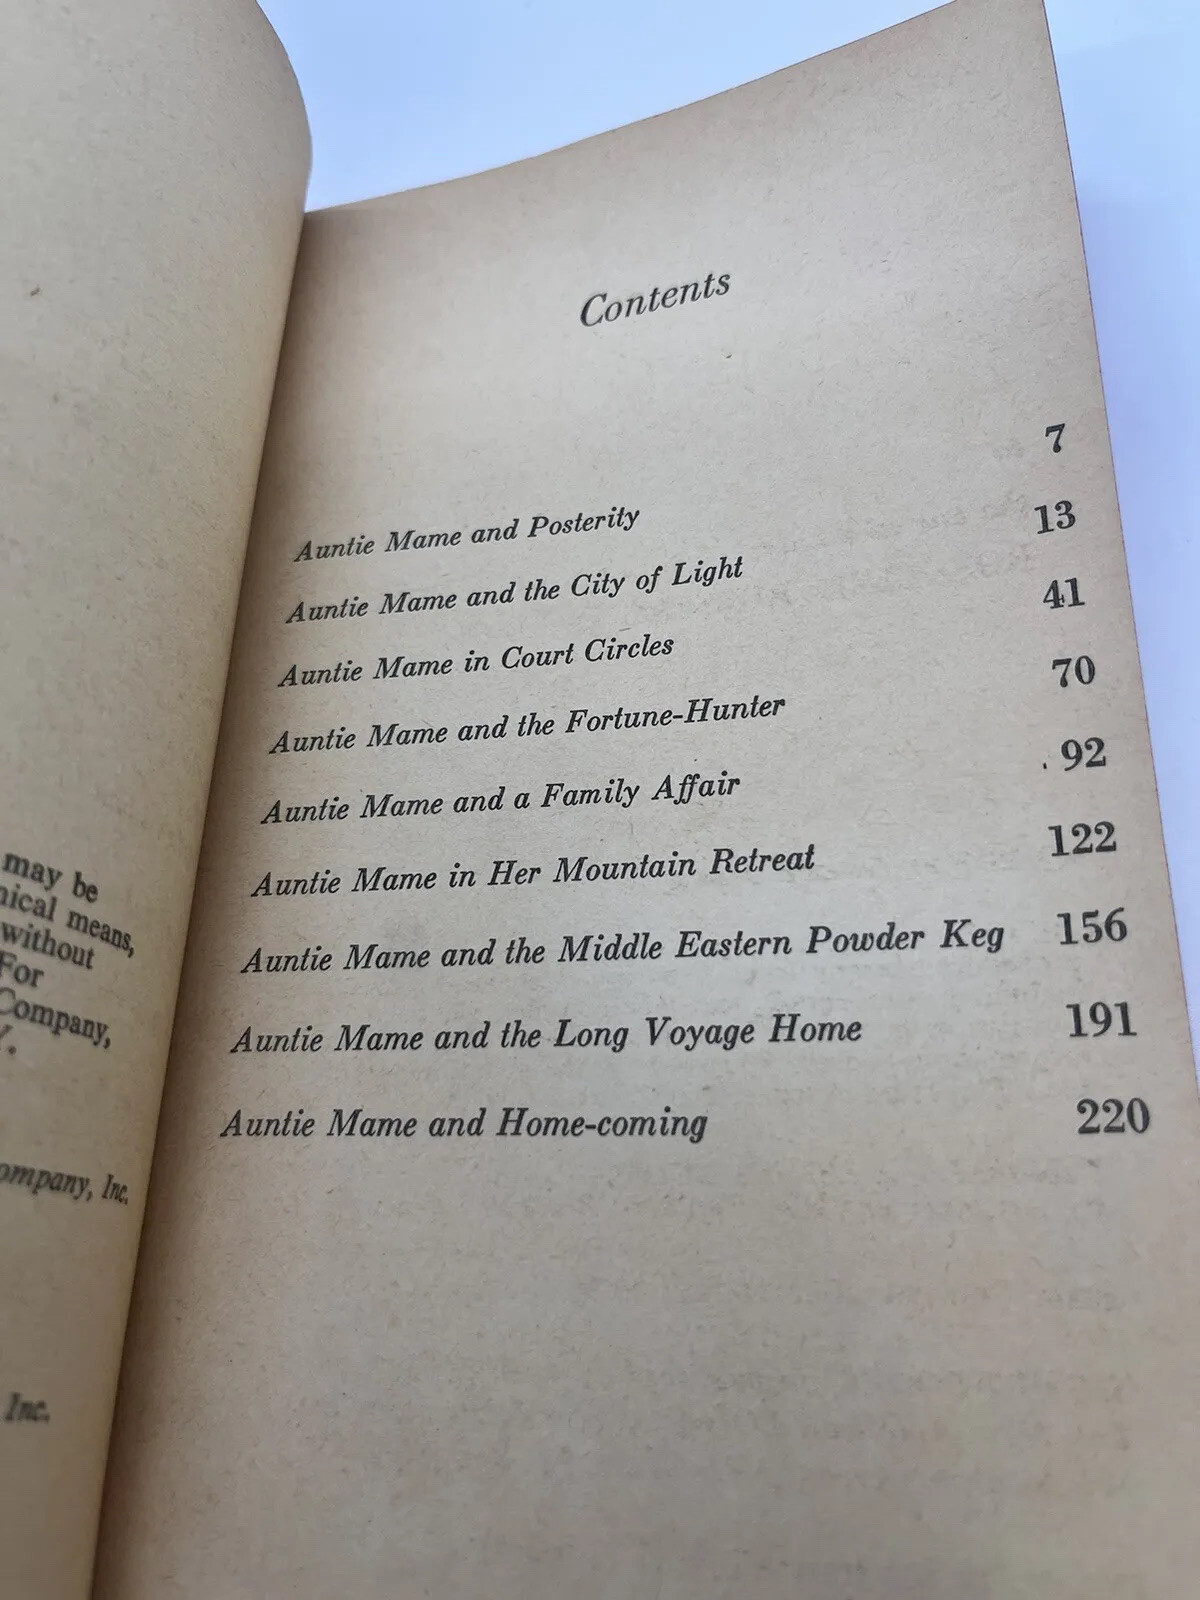 may be
nical means,
without
For
Company,
ompany, Inc.
Inc.
Contents
Auntie Mame and Posterity 7
Auntie Mame and the City of Light 13
Auntie Mame in Court Circles 41
Auntie Mame and the Fortune-Hunter 70
Auntie Mame and a Family Affair 92
Auntie Mame in Her Mountain Retreat 122
Auntie Mame and the Middle Eastern Powder Keg 156
Auntie Mame and the Long Voyage Home 191
Auntie Mame and Home-coming 220